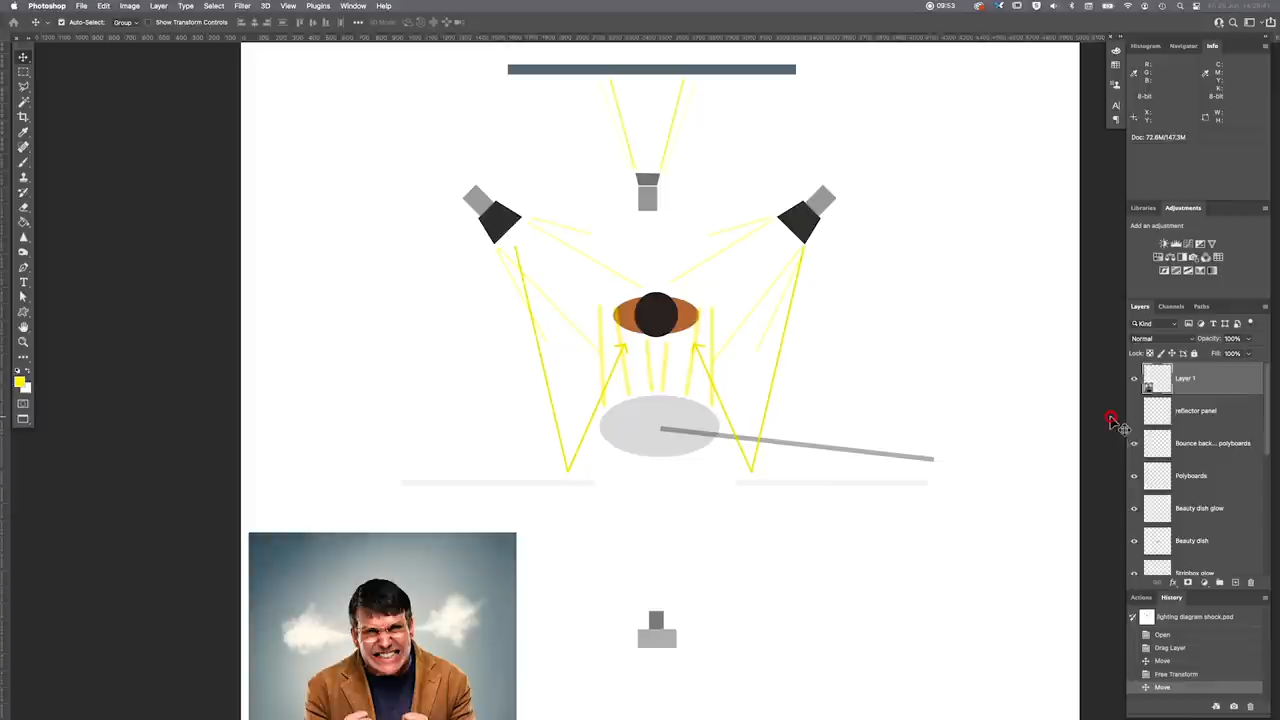 Photoshop File Edit Image Layer Type Select Filter 3D View Plugins Window Help
09:53
Auto-Select: Group Show Transform Controls
3D Mode:
Histogram Navigator Info
R: C:
G: M:
B: Y:
K:
8-bit 8-bit
X: W:
Y: H:
Doc: 72.6M/147.3M
Libraries Adjustments
Add an adjustment
Layers Channels Paths
Kind
Normal Opacity: 100%
Lock: Fill: 100%
Layer 1
reflector panel
Bounce back... polyboards
Polyboards
Beauty dish glow
Beauty dish
Stripbox glow
Actions History
lighting diagram shock.psd
Open
Drag Layer
Move
Free Transform
Move